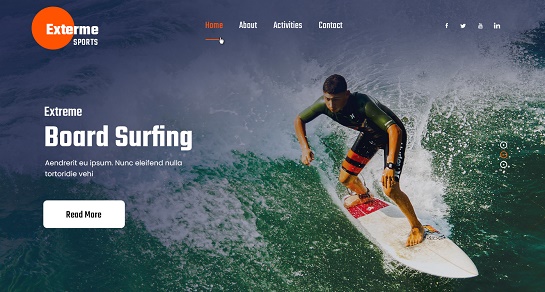 Exterme
SPORTS
Home
About
Activities
Contact
Extreme
Board Surfing
Aendrerit eu ipsum. Nunc eleifend nulla
tortoridie vehi
Read More